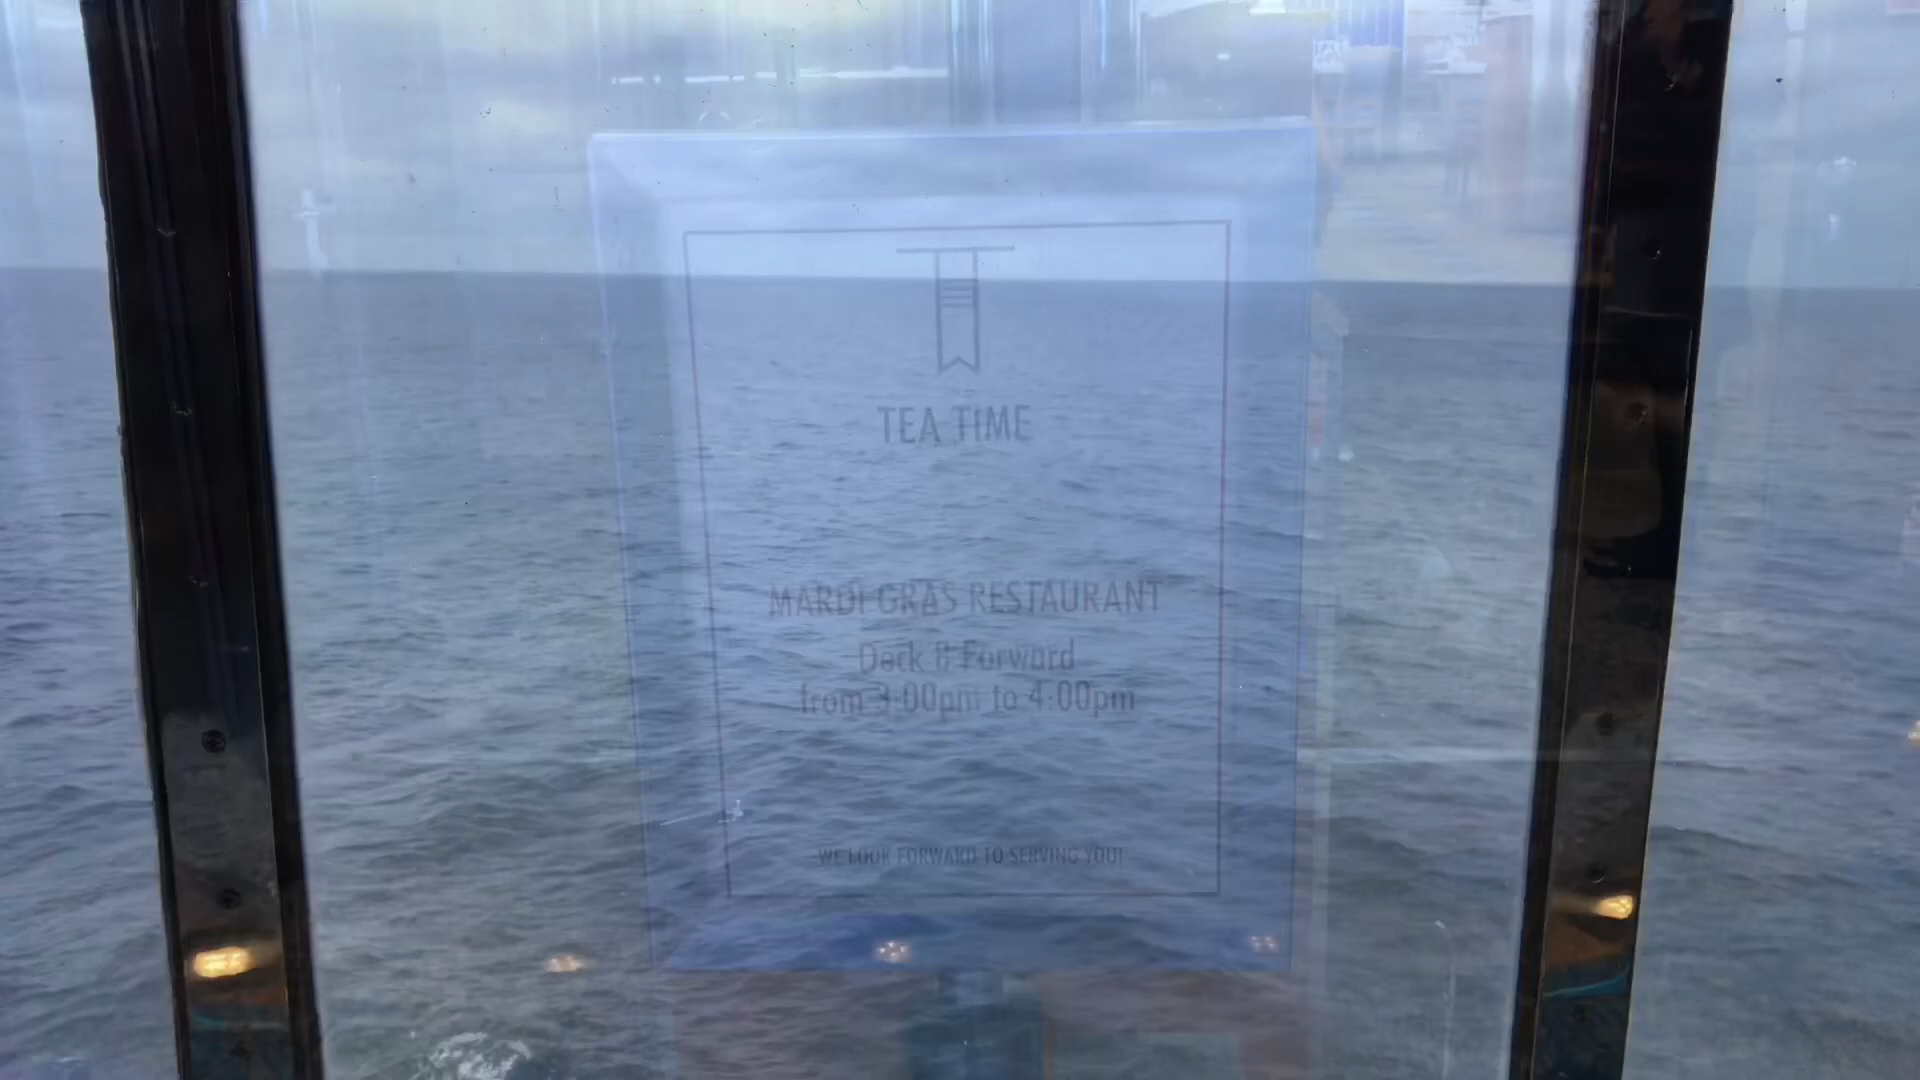 TEA TIME
MARDI GRAS RESTAURANT
Deck 8 Forward
from 3:00pm to 4:00pm
WE LOOK FORWARD TO SERVING YOU!